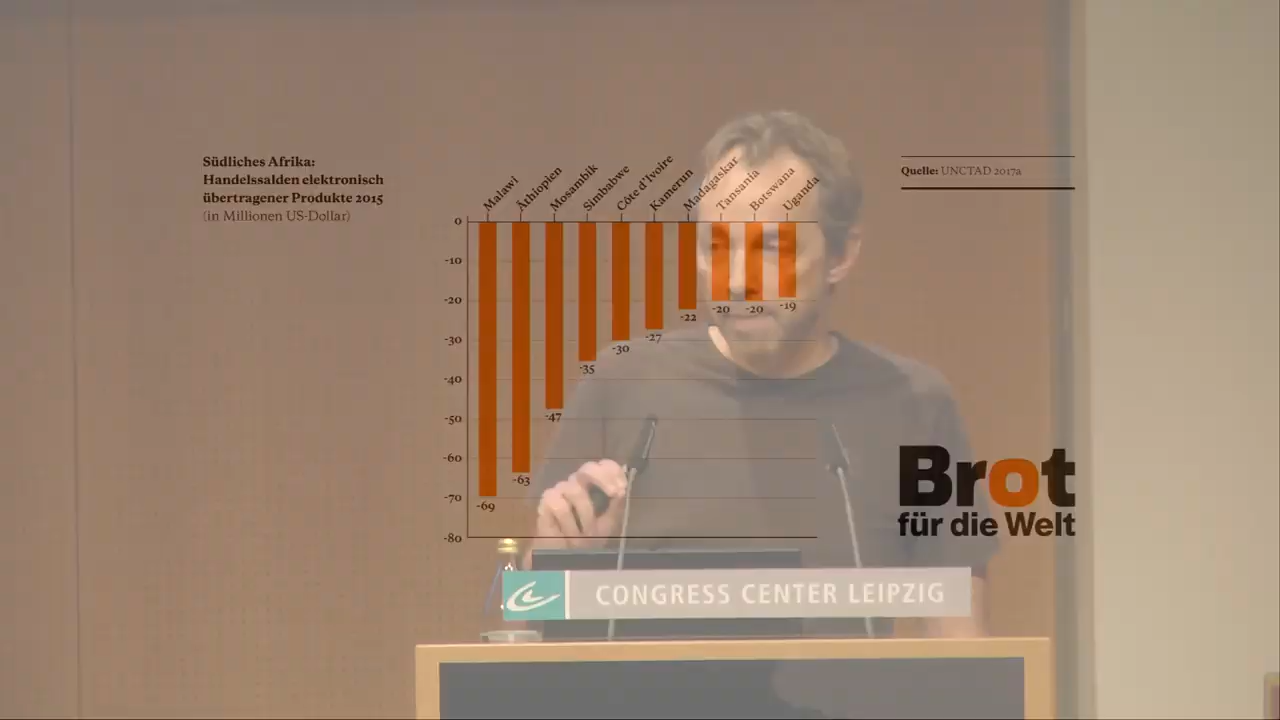 Südliches Afrika:
Handelssalden elektronisch
übertragener Produkte 2015
(in Millionen US-Dollar)
Malawi
Äthiopien
Mosambik
Simbabwe
Côte d'Ivoire
Kamerun
Madagaskar
Tansania
Botswana
Uganda
Quelle: UNCTAD 2017a
0
-10
-20
-30
-40
-50
-60
-70
-80
-69
-63
-47
-35
-30
-27
-22
-20
-20
-19
Brot
für die Welt
CONGRESS CENTER LEIPZIG